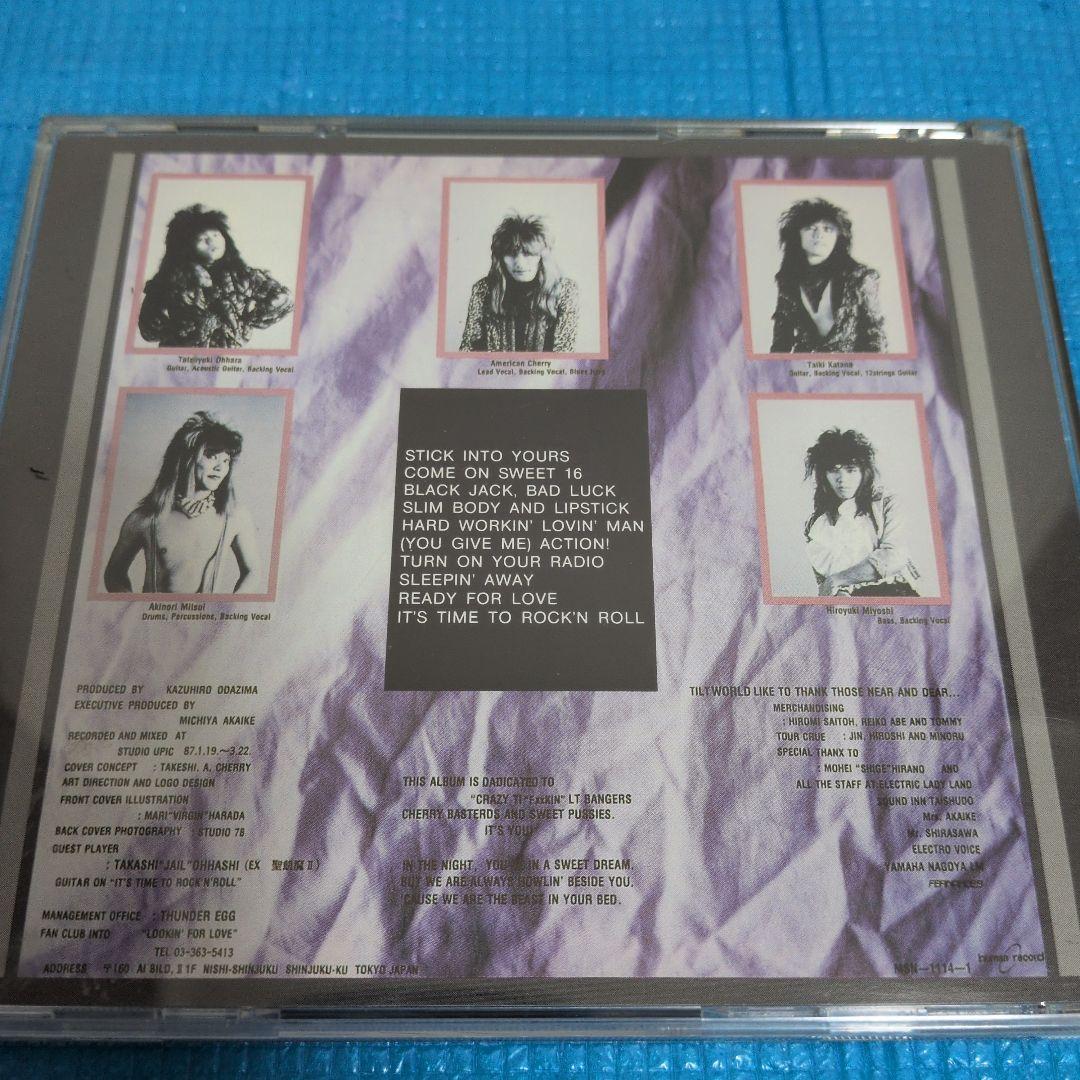 Tateiyuki Ohhara
Guitar, Acoustic Guitar, Backing Vocal
American Cherry
Lead Vocal, Backing Vocal, Blues Harp
Taiki Katana
Guitar, Backing Vocal, 12strings Guitar
Akinori Mitsui
Drums, Percussions, Backing Vocal
Hiroyuki Miyoshi
Bass, Backing Vocal
STICK INTO YOURS
COME ON SWEET 16
BLACK JACK, BAD LUCK
SLIM BODY AND LIPSTICK
HARD WORKIN' LOVIN' MAN
(YOU GIVE ME) ACTION!
TURN ON YOUR RADIO
SLEEPIN' AWAY
READY FOR LOVE
IT'S TIME TO ROCK'N ROLL
PRODUCED BY KAZUHIRO ODAZIMA
EXECUTIVE PRODUCED BY
MICHIYA AKAIKE
RECORDED AND MIXED AT
STUDIO UPIC 87.1.19.~3.22.
COVER CONCEPT : TAKESHI. A. CHERRY
ART DIRECTION AND LOGO DESIGN
FRONT COVER ILLUSTRATION
: MARI"VIRGIN"HARADA
BACK COVER PHOTOGRAPHY : STUDIO 78
GUEST PLAYER
: TAKASHI"JAIL"OHHASHI (EX 聖飢魔Ⅱ)
GUITAR ON "IT'S TIME TO ROCK'N'ROLL"
MANAGEMENT OFFICE : THUNDER EGG
FAN CLUB INTO "LOOKIN' FOR LOVE"
TEL 03-363-5413
ADDRESS 〒160 AI BILD, Ⅱ 1F NISHI-SHINJUKU SHINJUKU-KU TOKYO JAPAN
THIS ALBUM IS DADICATED TO
"CRAZY TI"FxxKIN" LT BANGERS
CHERRY BASTERDS AND SWEET PUSSIES.
IT'S YOU!
IN THE NIGHT, YOU'RE IN A SWEET DREAM.
BUT WE ARE ALWAYS HOWLIN' BESIDE YOU.
'CAUSE WE ARE THE BEAST IN YOUR BED.
TILT WORLD LIKE TO THANK THOSE NEAR AND DEAR...
MERCHANDISING
: HIROMI SAITOH, REIKO ABE AND TOMMY
TOUR CRUE : JIN, HIROSHI AND MINORU
SPECIAL THANX TO
: MOHEI "SHIGE"HIRANO AND
ALL THE STAFF AT ELECTRIC LADY LAND
SOUND INN TAISHUDO
Mrs. AKAIKE
Mr. SHIRASAWA
ELECTRO VOICE
YAMAHA NAGOYA LM
FERNANDES
MSN-1114-1
human record